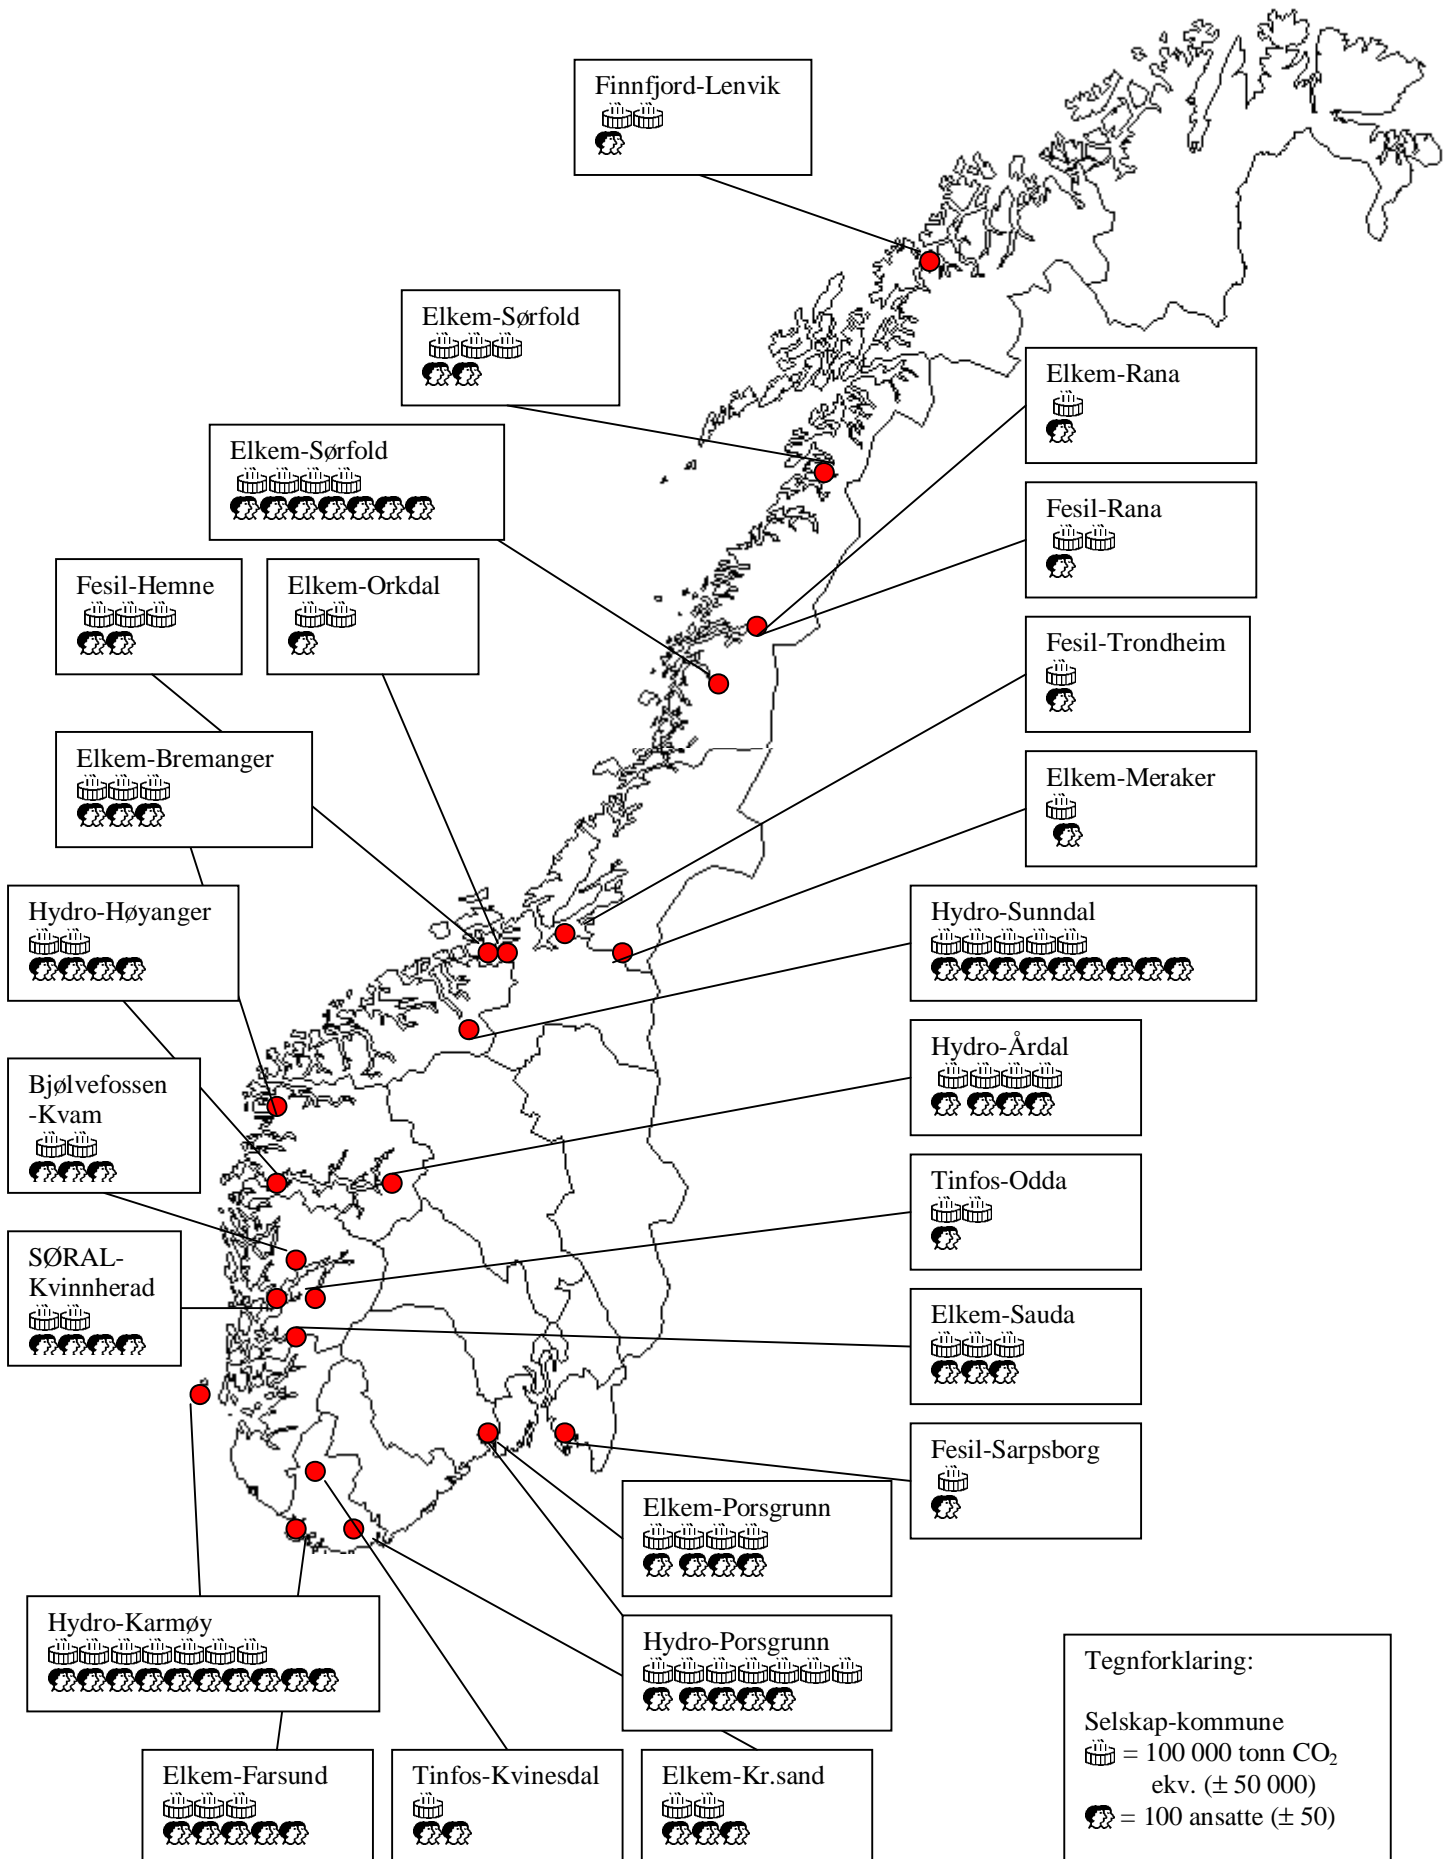 Finnfjord-Lenvik
Elkem-Sørfold
Elkem-Rana
Elkem-Sørfold
Fesil-Rana
Fesil-Hemne
Elkem-Orkdal
Fesil-Trondheim
Elkem-Bremanger
Elkem-Meraker
Hydro-Høyanger
Hydro-Sunndal
Hydro-Årdal
Bjølvefossen
-Kvam
Tinfos-Odda
SØRAL-
Kvinnherad
Elkem-Sauda
Fesil-Sarpsborg
Elkem-Porsgrunn
Hydro-Karmøy
Hydro-Porsgrunn
Elkem-Farsund
Tinfos-Kvinesdal
Elkem-Kr.sand
Tegnforklaring:
Selskap-kommune
= 100 000 tonn CO₂
ekv. (± 50 000)
= 100 ansatte (± 50)